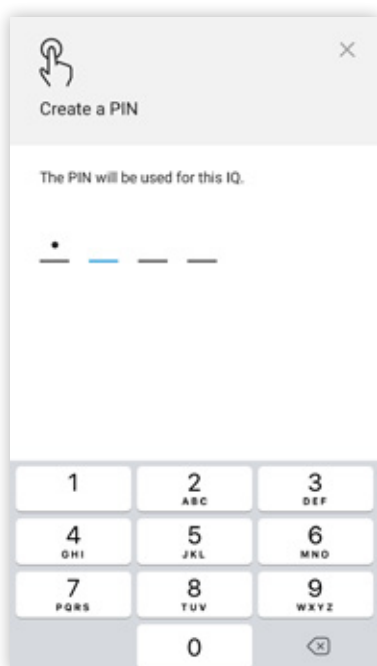 Create a PIN
The PIN will be used for this IQ.
1 2 3
ABC DEF
4 5 6
GHI JKL MNO
7 8 9
PQRS TUV WXYZ
0